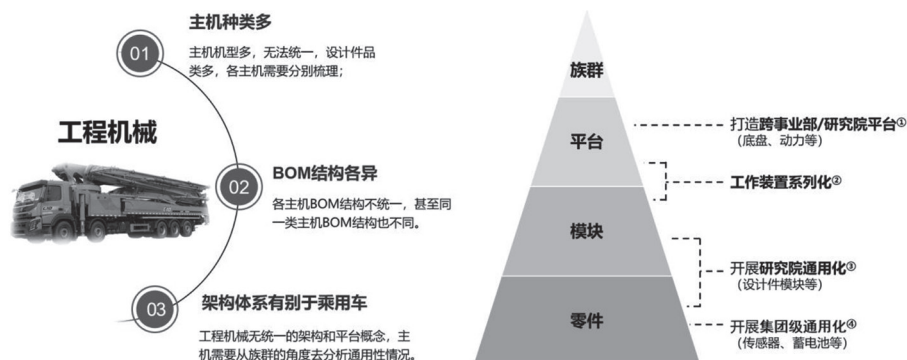 主机种类多
01
主机机型多，无法统一，设计件品
类多，各主机需要分别梳理；
工程机械
02
BOM结构各异
各主机BOM结构不统一，甚至同
一类主机BOM结构也不同。
03
架构体系有别于乘用车
工程机械无统一的架构和平台概念，主
机需要从族群的角度去分析通用性情况。
族群
平台
模块
零件
打造跨事业部/研究院平台①
（底盘、动力等）
工作装置系列化②
开展研究院通用化③
（设计件模块等）
开展集团级通用化④
（传感器、蓄电池等）